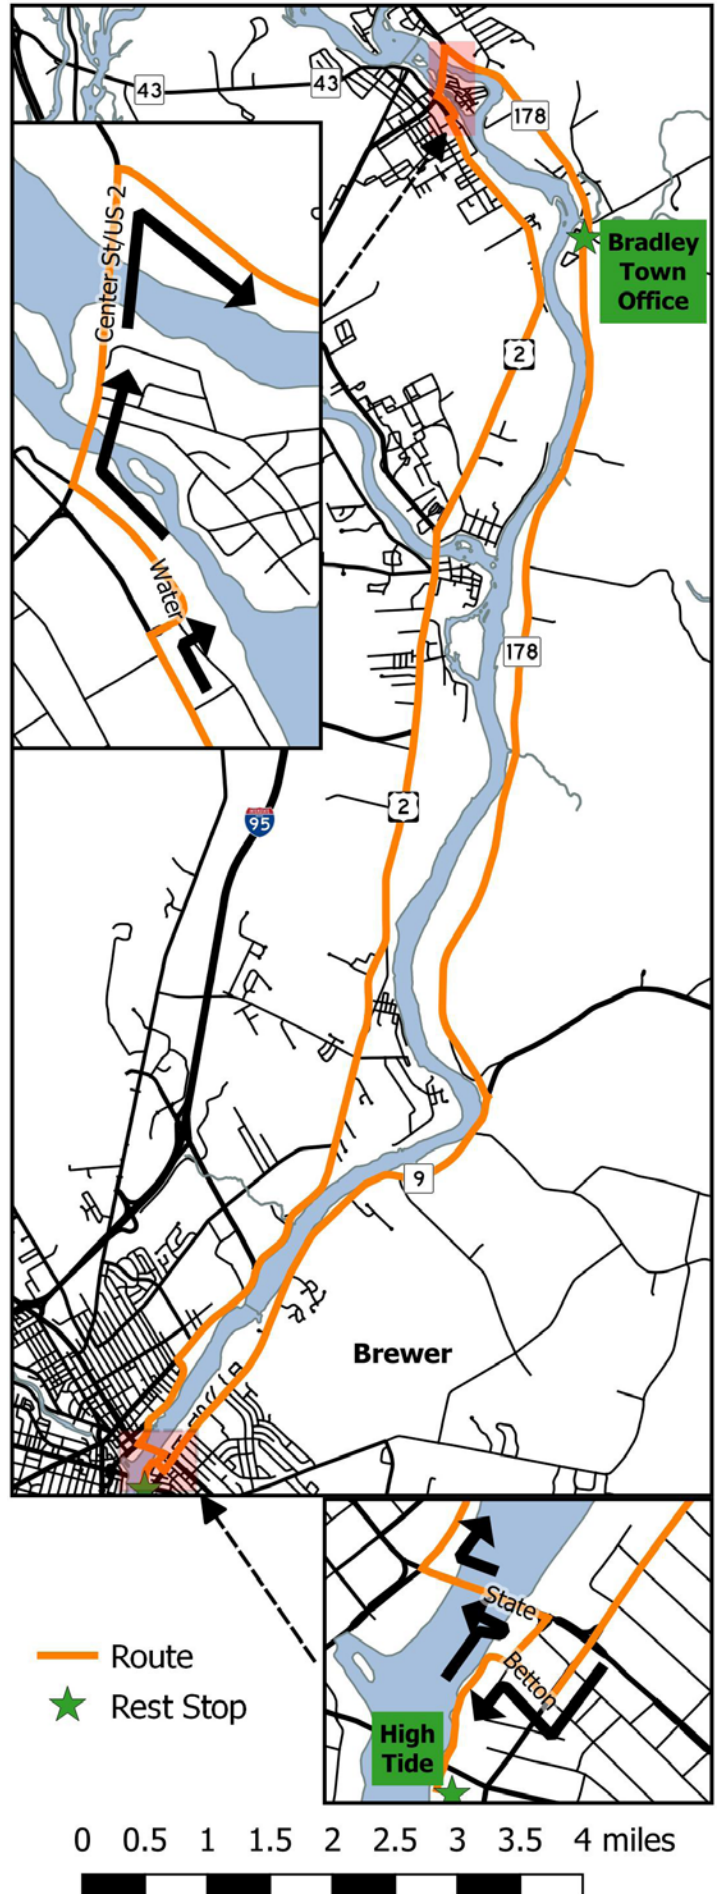 43
43
178
Center St/US 2
Bradley
Town
Office
2
Water
178
2
95
9
Brewer
State
Betton
High
Tide
Route
Rest Stop
0 0.5 1 1.5 2 2.5 3 3.5 4 miles